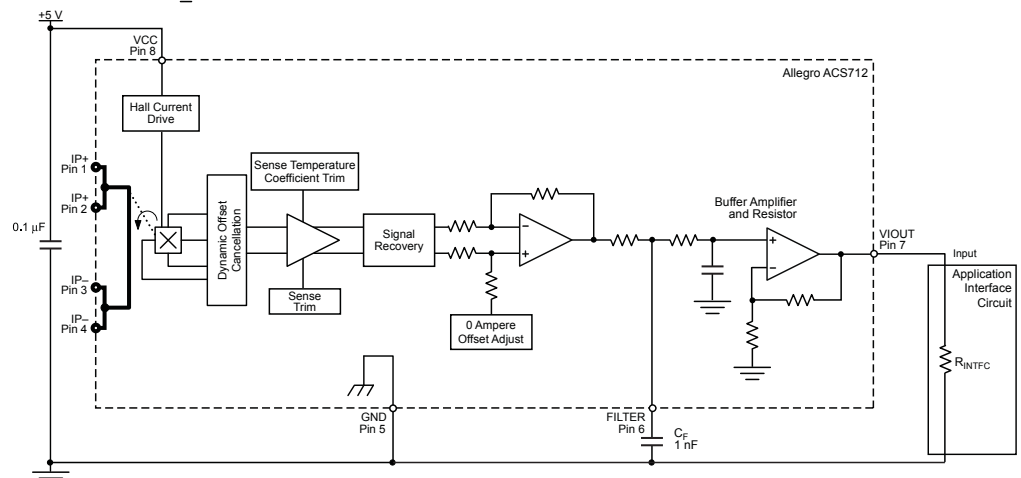 +5 V
VCC
Pin 8
Allegro ACS712
Hall Current
Drive
IP+
Pin 1
IP+
Pin 2
IP–
Pin 3
IP–
Pin 4
0.1 µF
Dynamic Offset
Cancellation
Sense Temperature
Coefficient Trim
Sense
Trim
Signal
Recovery
0 Ampere
Offset Adjust
Buffer Amplifier
and Resistor
VIOUT
Pin 7
Input
Application
Interface
Circuit
RINTFC
GND
Pin 5
FILTER
Pin 6
CF
1 nF